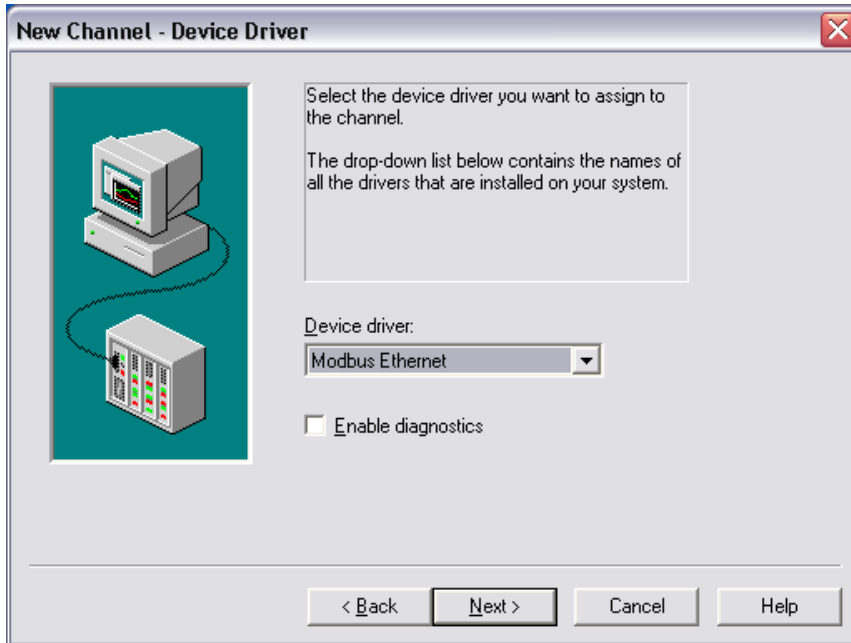 New Channel - Device Driver
Select the device driver you want to assign to
the channel.
The drop-down list below contains the names of
all the drivers that are installed on your system.
Device driver:
Modbus Ethernet
Enable diagnostics
< Back
Next >
Cancel
Help